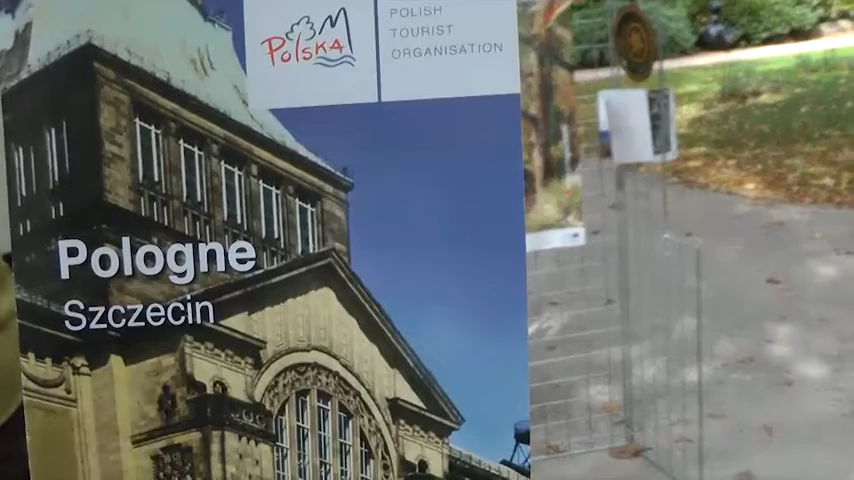 Polska
POLISH
TOURIST
ORGANISATION
Pologne
Szczecin